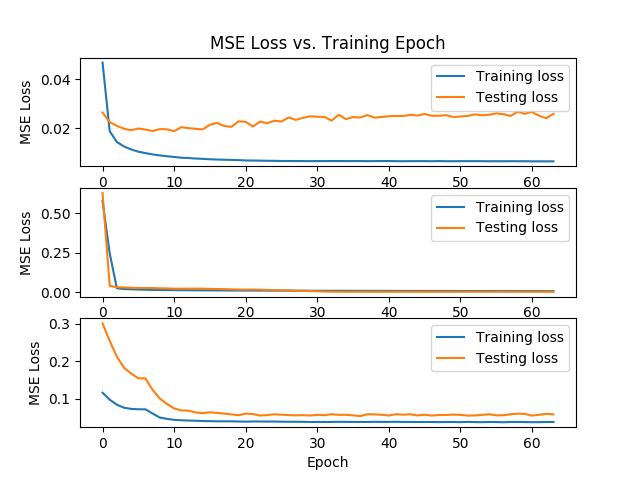 MSE Loss vs. Training Epoch
MSE Loss
0.04
0.02
Training loss
Testing loss
0 10 20 30 40 50 60
MSE Loss
0.50
0.25
0.00
Training loss
Testing loss
0 10 20 30 40 50 60
MSE Loss
0.3
0.2
0.1
Training loss
Testing loss
0 10 20 30 40 50 60
Epoch